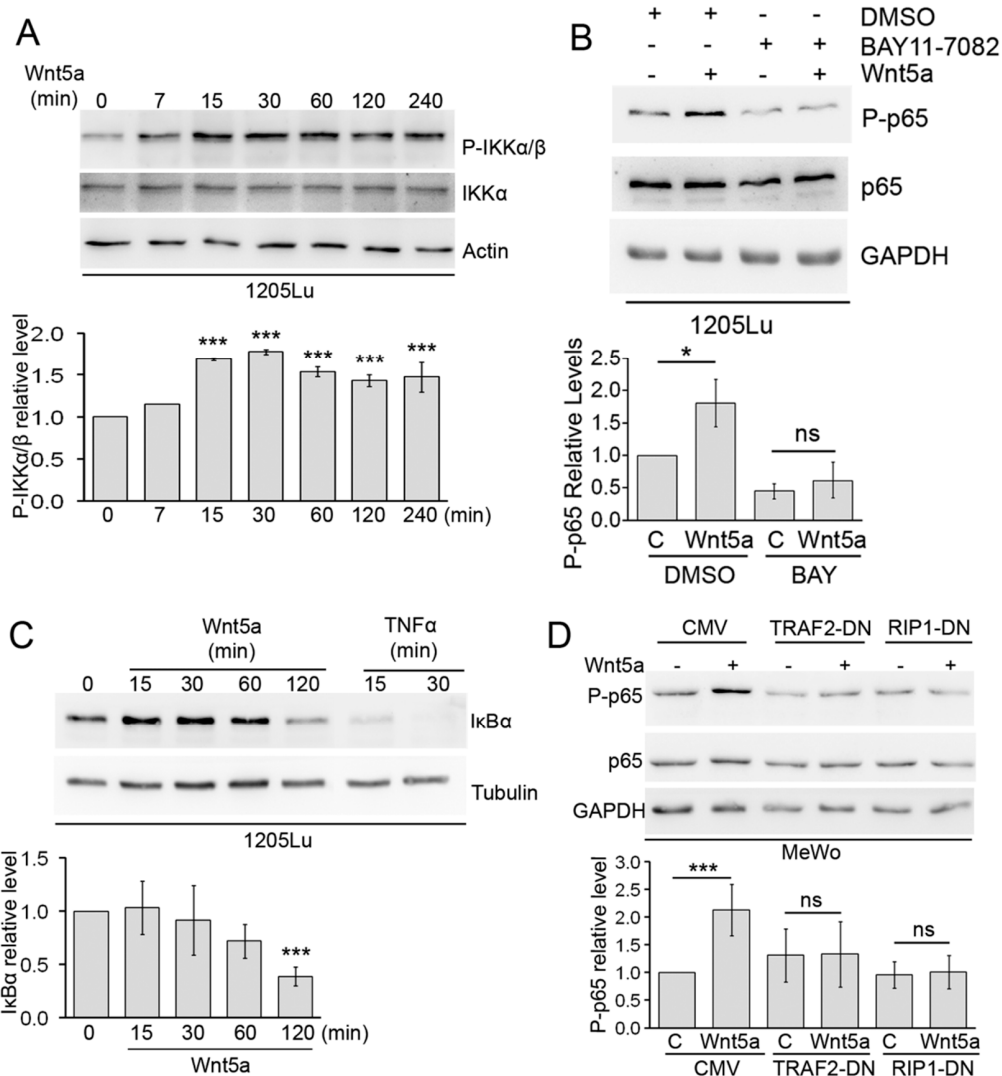 A
Wnt5a
(min) 0 7 15 30 60 120 240
P-IKKα/β
IKKα
Actin
1205Lu
P-IKKα/β relative level
2.0
1.5
1.0
0.5
0.0
*** *** *** *** ***
0 7 15 30 60 120 240 (min)
B
+ + - - DMSO
- - + + BAY11-7082
- + - + Wnt5a
P-p65
p65
GAPDH
1205Lu
P-p65 Relative Levels
2.5
2.0
1.5
1.0
0.5
0.0
* ns
C Wnt5a C Wnt5a
DMSO BAY
C
Wnt5a TNFα
(min) (min)
0 15 30 60 120 15 30
IκBα
Tubulin
1205Lu
IκBα relative level
1.5
1.0
0.5
0.0
***
0 15 30 60 120 (min)
Wnt5a
D
CMV TRAF2-DN RIP1-DN
Wnt5a - + - + - +
P-p65
p65
GAPDH
MeWo
P-p65 relative level
3.0
2.5
2.0
1.5
1.0
0.5
0.0
*** ns ns
C Wnt5a C Wnt5a C Wnt5a
CMV TRAF2-DN RIP1-DN